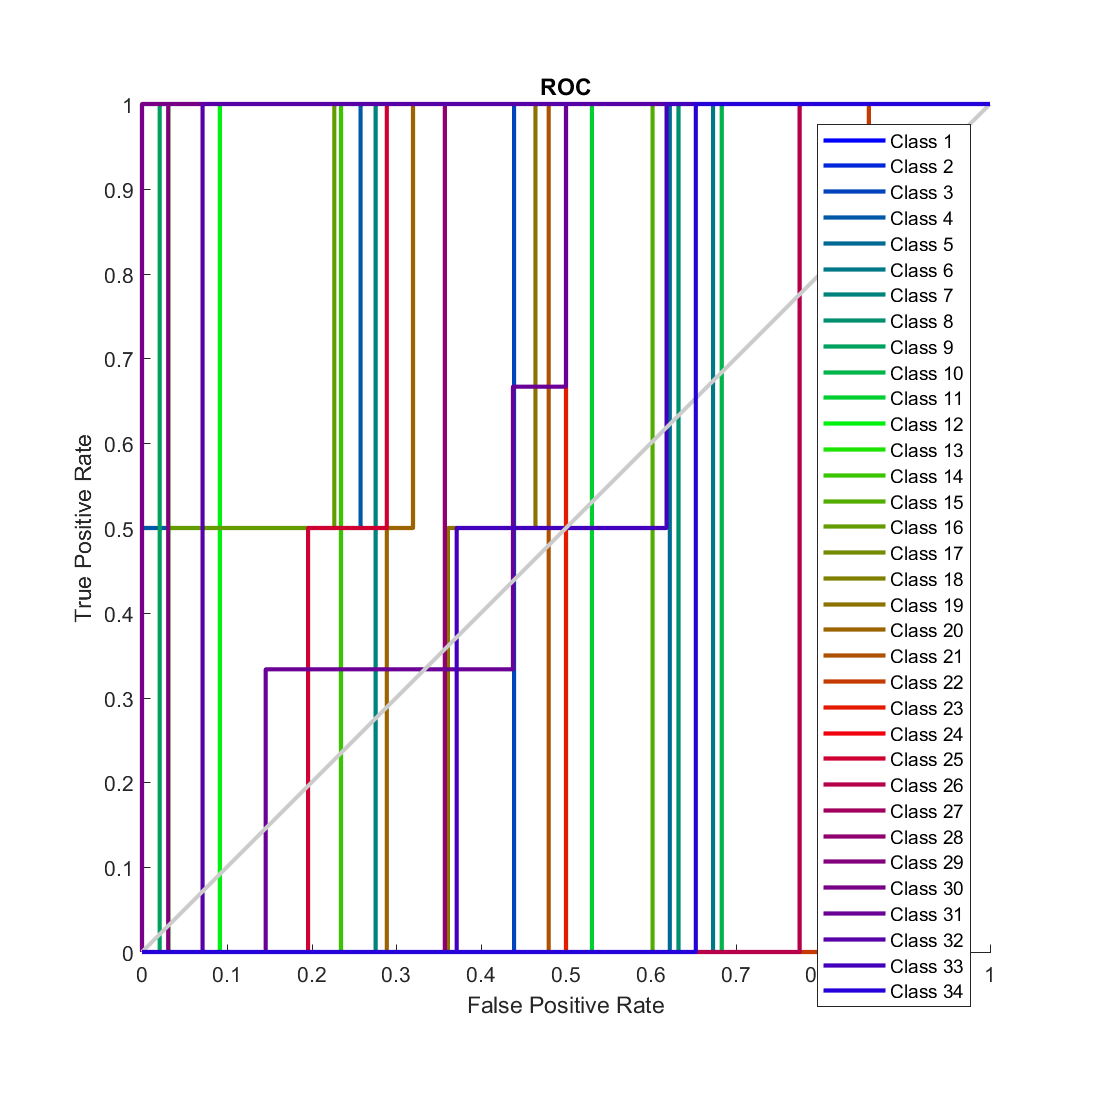 ROC
True Positive Rate
1
0.9
0.8
0.7
0.6
0.5
0.4
0.3
0.2
0.1
0
0 0.1 0.2 0.3 0.4 0.5 0.6 0.7 1
False Positive Rate
Class 1
Class 2
Class 3
Class 4
Class 5
Class 6
Class 7
Class 8
Class 9
Class 10
Class 11
Class 12
Class 13
Class 14
Class 15
Class 16
Class 17
Class 18
Class 19
Class 20
Class 21
Class 22
Class 23
Class 24
Class 25
Class 26
Class 27
Class 28
Class 29
Class 30
Class 31
Class 32
Class 33
Class 34